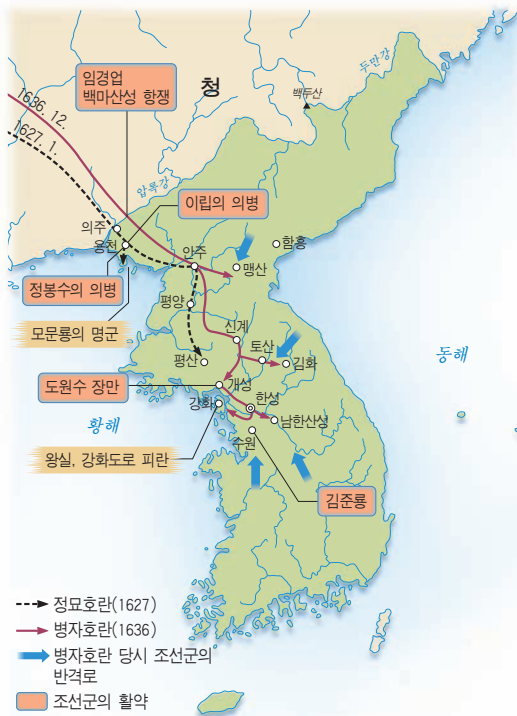 임경업
백마산성 항쟁
청
백두산
두만강
1636. 12.
1627. 1.
압록강
이립의 의병
의주
용천
안주
맹산
함흥
정봉수의 의병
모문룡의 명군
평양
신계
토산
김화
평산
동해
도원수 장만
개성
한성
강화
남한산성
황해
수원
왕실, 강화도로 피란
김준룡
정묘호란(1627)
병자호란(1636)
병자호란 당시 조선군의
반격로
조선군의 활약